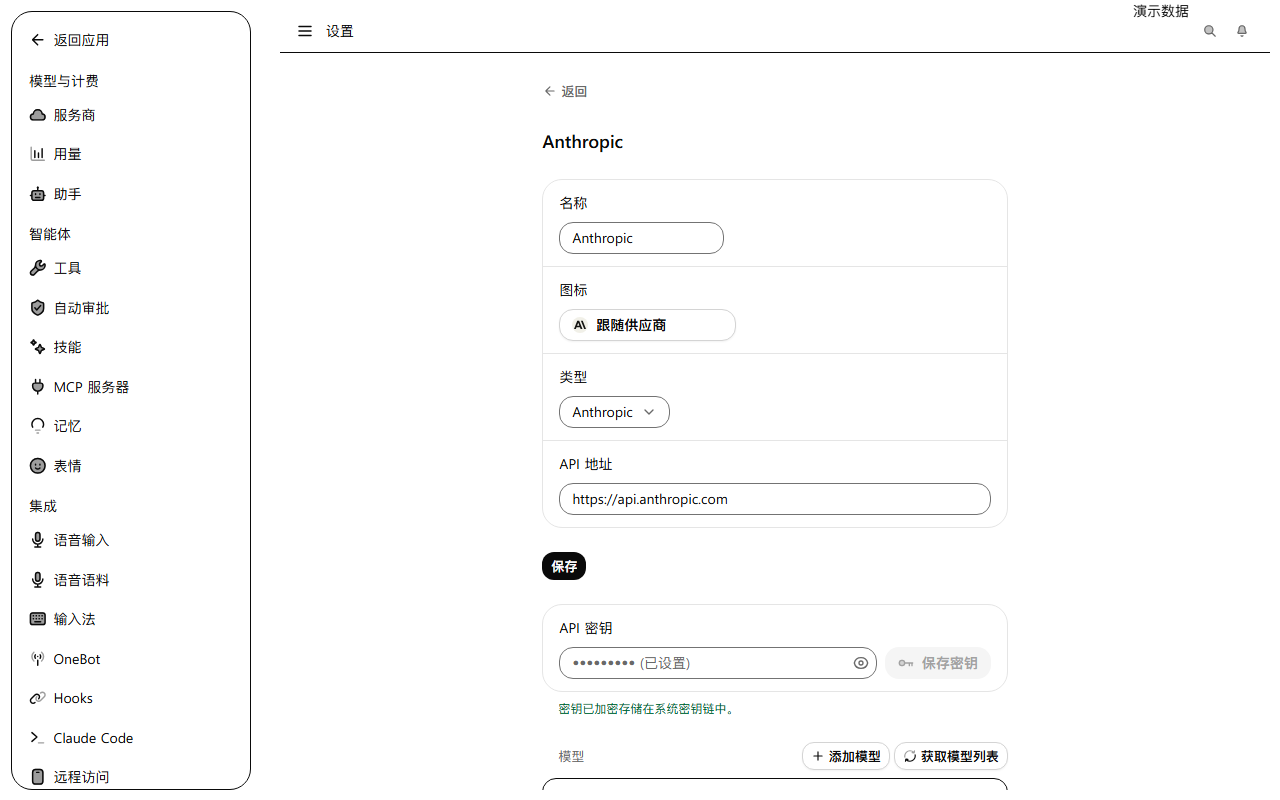 返回应用
模型与计费
服务商
用量
助手
智能体
工具
自动审批
技能
MCP 服务器
记忆
表情
集成
语音输入
语音语料
输入法
OneBot
Hooks
Claude Code
远程访问
设置
演示数据
返回
Anthropic
名称
Anthropic
图标
跟随供应商
类型
Anthropic
API 地址
https://api.anthropic.com
保存
API 密钥
••••••••• (已设置)
保存密钥
密钥已加密存储在系统密钥链中。
模型
添加模型
获取模型列表